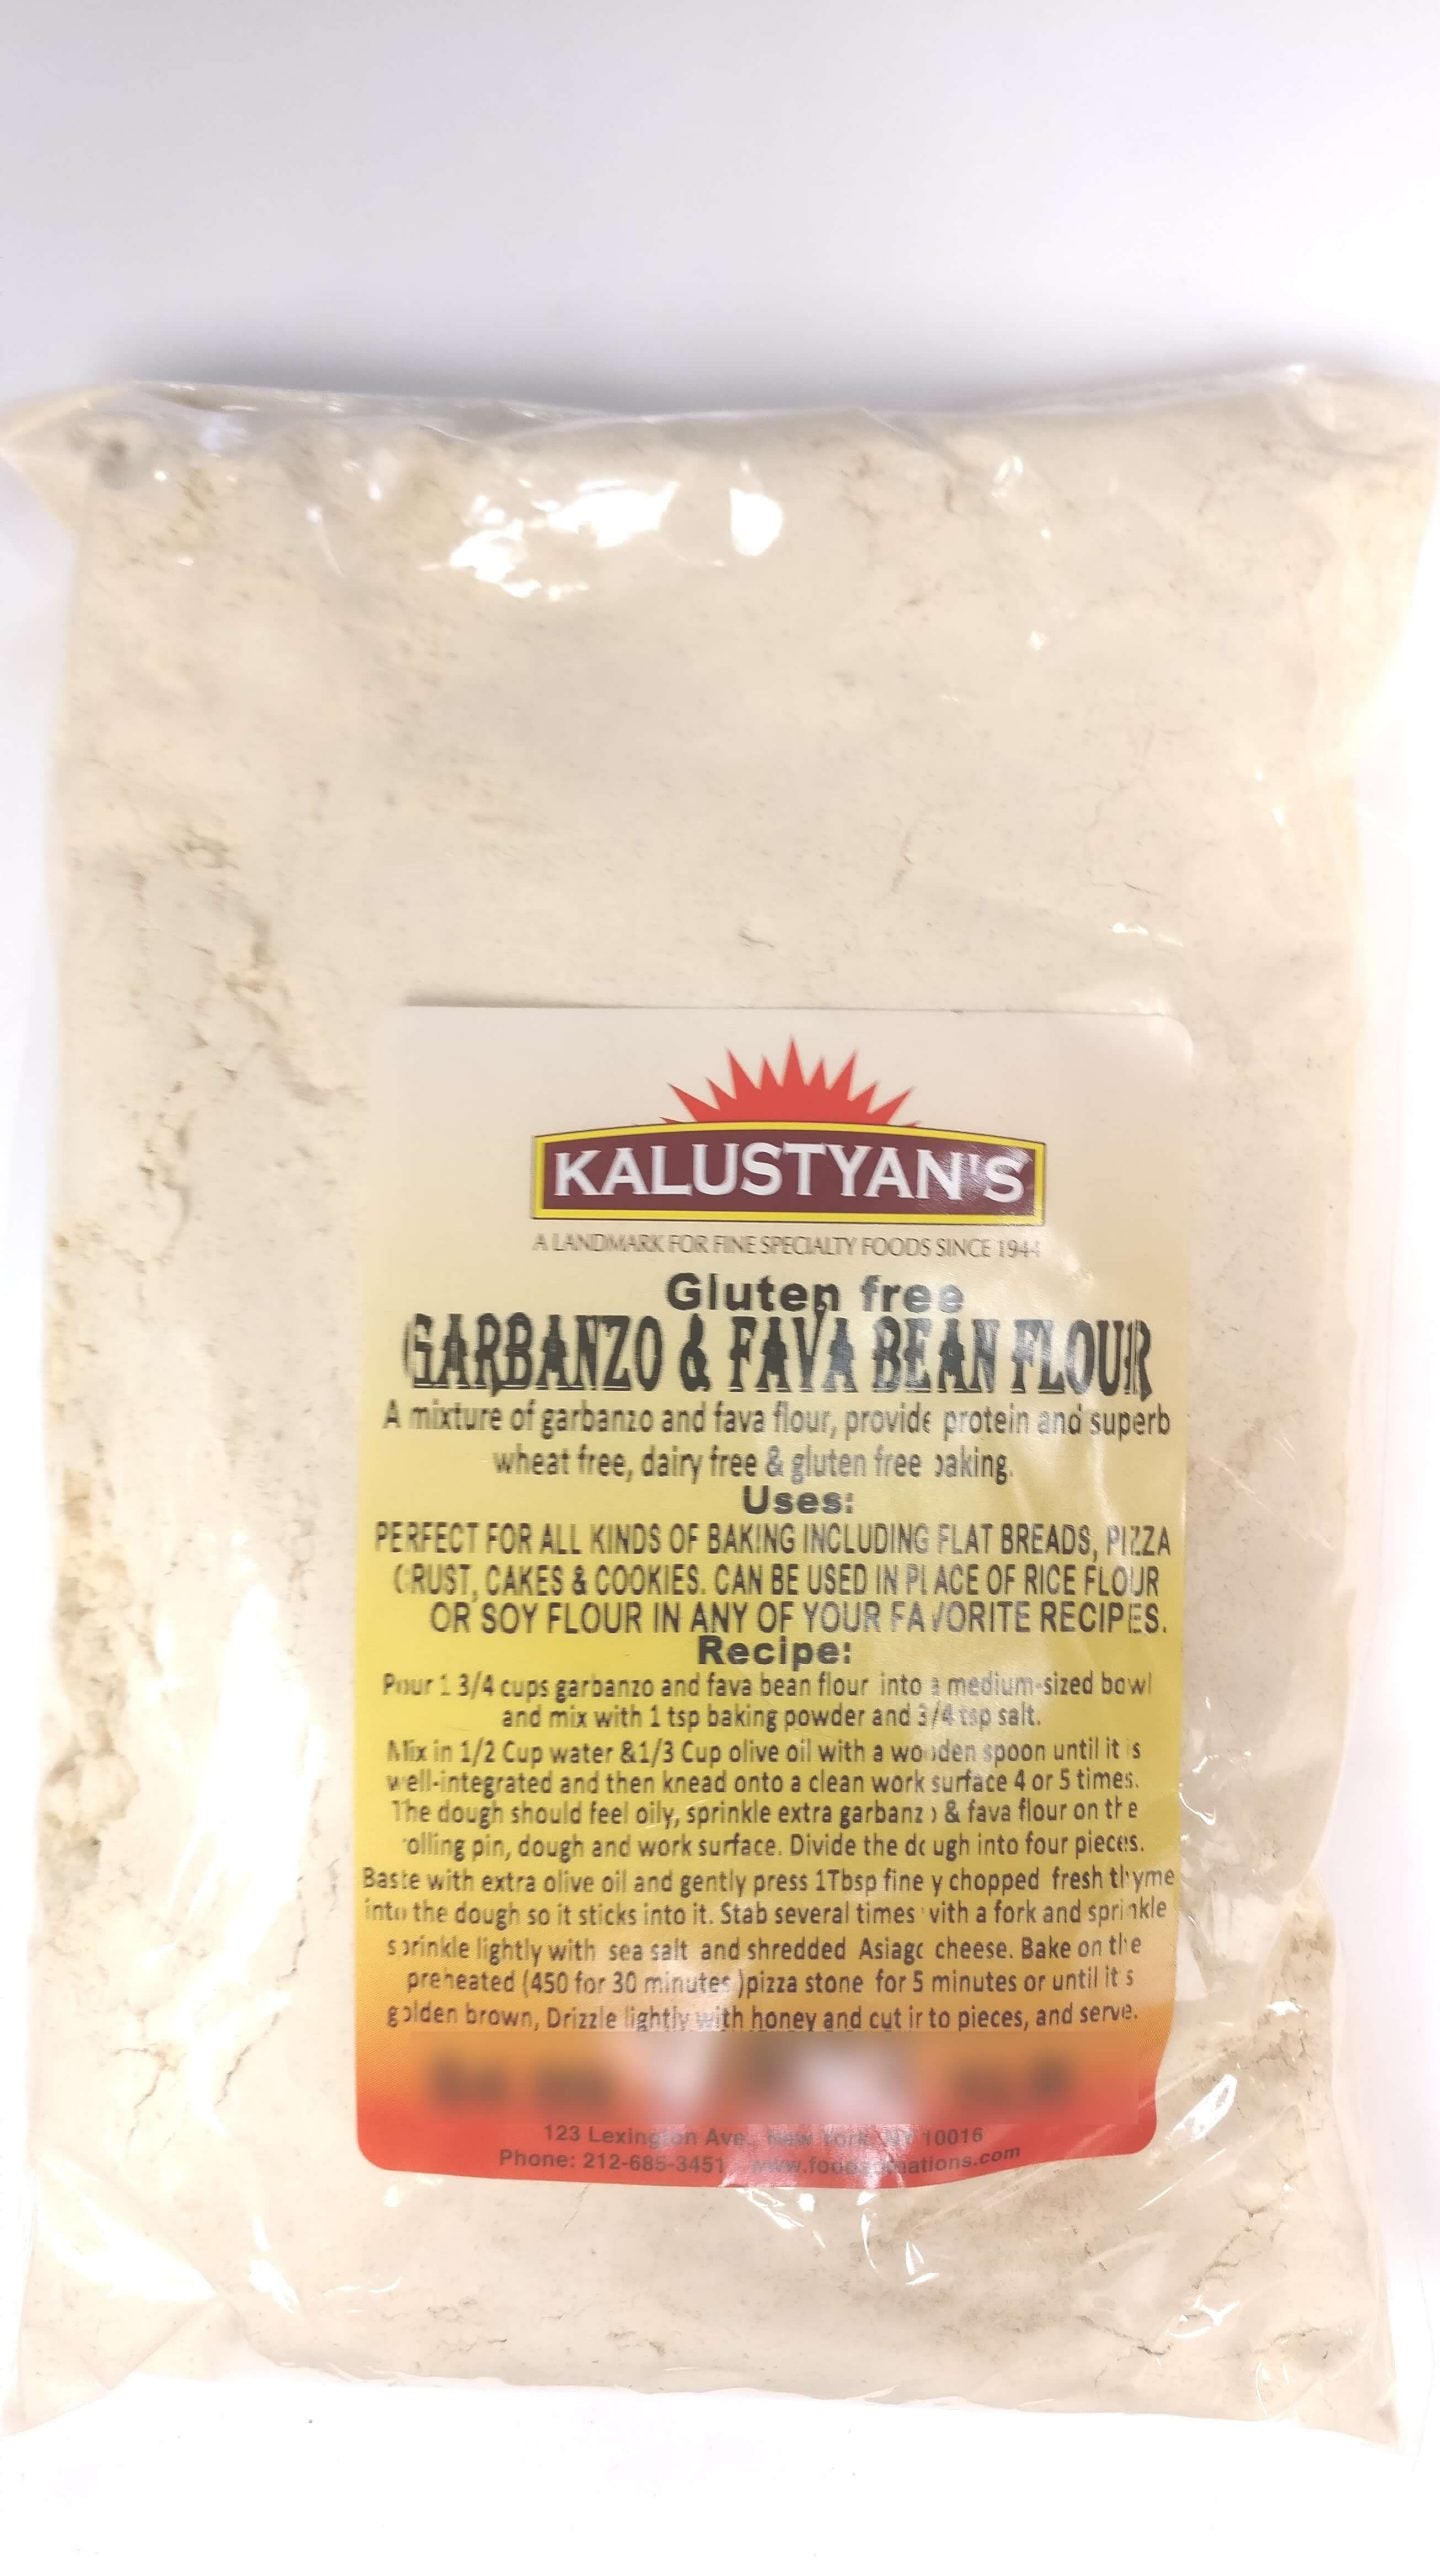 KALUSTYAN'S
A LANDMARK FOR FINE SPECIALTY FOODS SINCE 1944
Gluten free
GARBANZO & FAVA BEAN FLOUR
A mixture of garbanzo and fava flour, provide protein and superb
wheat free, dairy free & gluten free baking.
Uses:
PERFECT FOR ALL KINDS OF BAKING INCLUDING FLAT BREADS, PIZZA
CRUST, CAKES & COOKIES. CAN BE USED IN PLACE OF RICE FLOUR
OR SOY FLOUR IN ANY OF YOUR FAVORITE RECIPES.
Recipe:
Pour 1 3/4 cups garbanzo and fava bean flour into a medium-sized bowl
and mix with 1 tsp baking powder and 3/4 tsp salt.
Mix in 1/2 Cup water &1/3 Cup olive oil with a wooden spoon until it is
well-integrated and then knead onto a clean work surface 4 or 5 times.
The dough should feel oily, sprinkle extra garbanzo & fava flour on the
rolling pin, dough and work surface. Divide the dough into four pieces.
Baste with extra olive oil and gently press 1Tbsp finely chopped fresh thyme
into the dough so it sticks into it. Stab several times with a fork and sprinkle
sprinkle lightly with sea salt and shredded Asiago cheese. Bake on the
preheated (450 for 30 minutes )pizza stone for 5 minutes or until it's
golden brown, Drizzle lightly with honey and cut into pieces, and serve.
123 Lexington Ave., New York, NY 10016
Phone: 212-685-3451